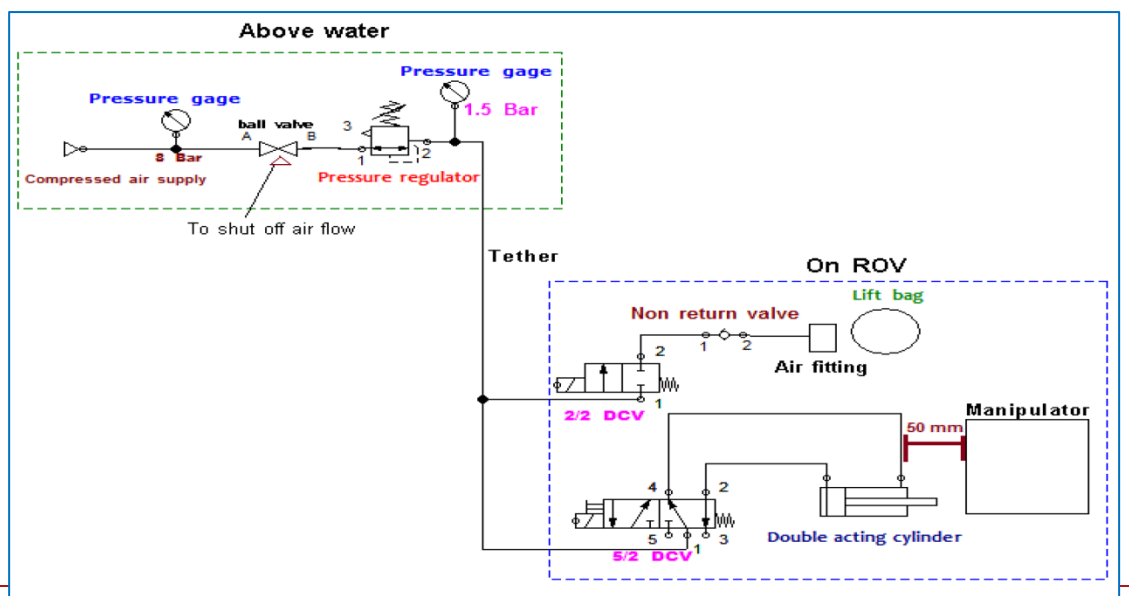 Above water
Pressure gage
Pressure gage
1.5 Bar
ball valve
A
B
3
1
2
8 Bar
Compressed air supply
Pressure regulator
To shut off air flow
Tether
On ROV
Lift bag
Non return valve
1
2
2
Air fitting
1
2/2 DCV
Manipulator
50 mm
4
2
5
1
3
5/2 DCV
Double acting cylinder